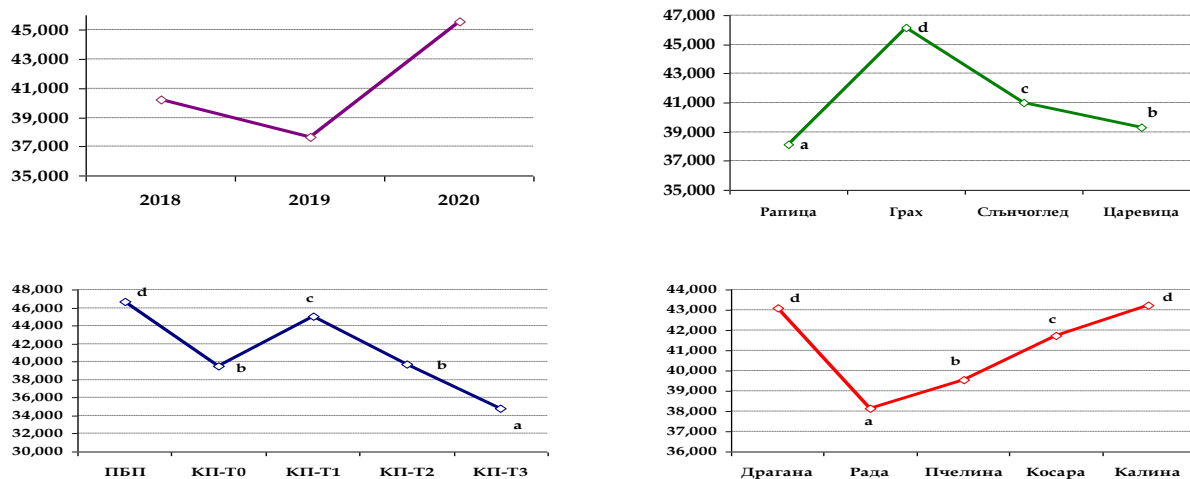 45,000
43,000
41,000
39,000
37,000
35,000
2018 2019 2020
47,000
45,000
43,000
41,000
39,000
37,000
35,000
a
d
c
b
Рапица Грах Слънчоглед Царевица
48,000
46,000
44,000
42,000
40,000
38,000
36,000
34,000
32,000
30,000
d
b
c
b
a
ПБП КП-Т0 КП-Т1 КП-Т2 КП-Т3
44,000
43,000
42,000
41,000
40,000
39,000
38,000
37,000
36,000
d
a
b
c
d
Драгана Рада Пчелина Косара Калина